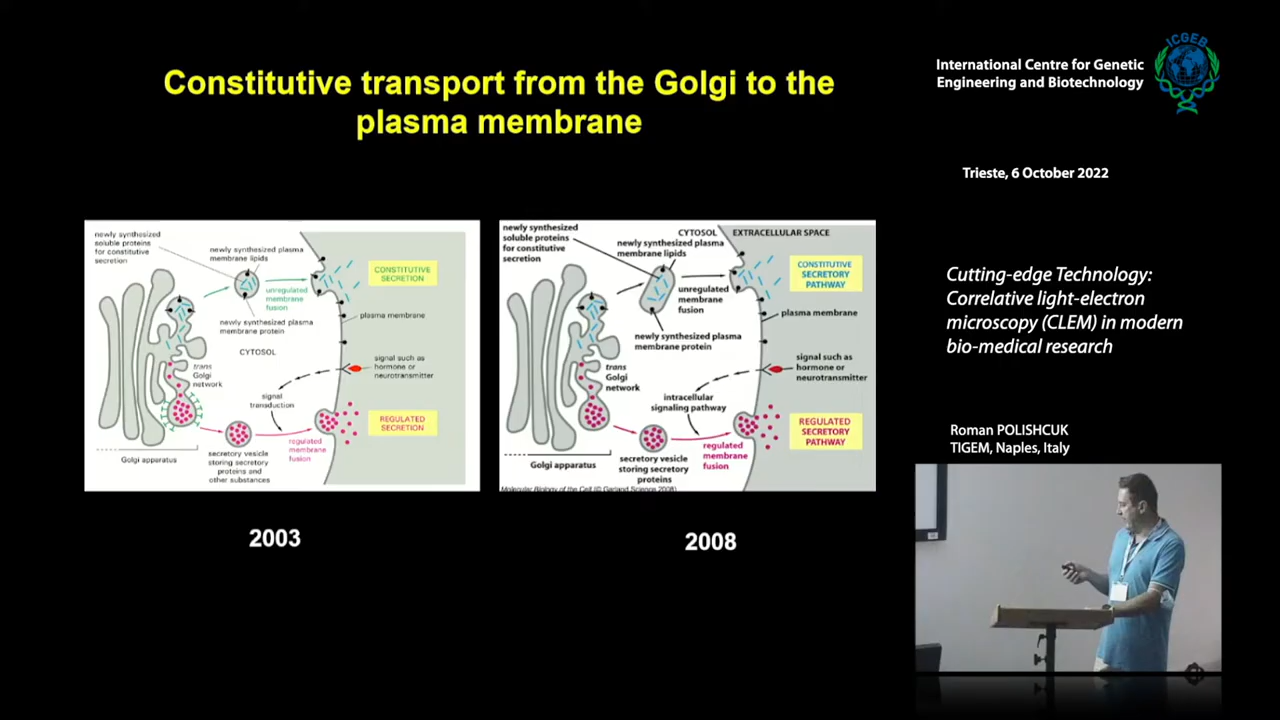 Constitutive transport from the Golgi to the
plasma membrane
newly synthesized
soluble proteins
for constitutive
secretion
newly synthesized plasma
membrane lipids
CONSTITUTIVE
SECRETION
unregulated
membrane
fusion
newly synthesized plasma
membrane protein
plasma membrane
CYTOSOL
trans
Golgi
network
signal such as
hormone or
neurotransmitter
signal
transduction
REGULATED
SECRETION
regulated
membrane
fusion
Golgi apparatus
secretory vesicle
storing secretory
proteins and
other substances
2003
newly synthesized
soluble proteins
for constitutive
secretion
CYTOSOL
EXTRACELLULAR SPACE
newly synthesized plasma
membrane lipids
CONSTITUTIVE
SECRETORY
PATHWAY
unregulated
membrane
fusion
plasma membrane
newly synthesized plasma
membrane protein
trans
Golgi
network
signal such as
hormone or
neurotransmitter
intracellular
signaling pathway
REGULATED
SECRETORY
PATHWAY
regulated
membrane
fusion
Golgi apparatus
secretory vesicle
storing secretory
proteins
Molecular Biology of the Cell (© Garland Science 2008)
2008
International Centre for Genetic
Engineering and Biotechnology
ICGEB
Trieste, 6 October 2022
Cutting-edge Technology:
Correlative light-electron
microscopy (CLEM) in modern
bio-medical research
Roman POLISHCUK
TIGEM, Naples, Italy